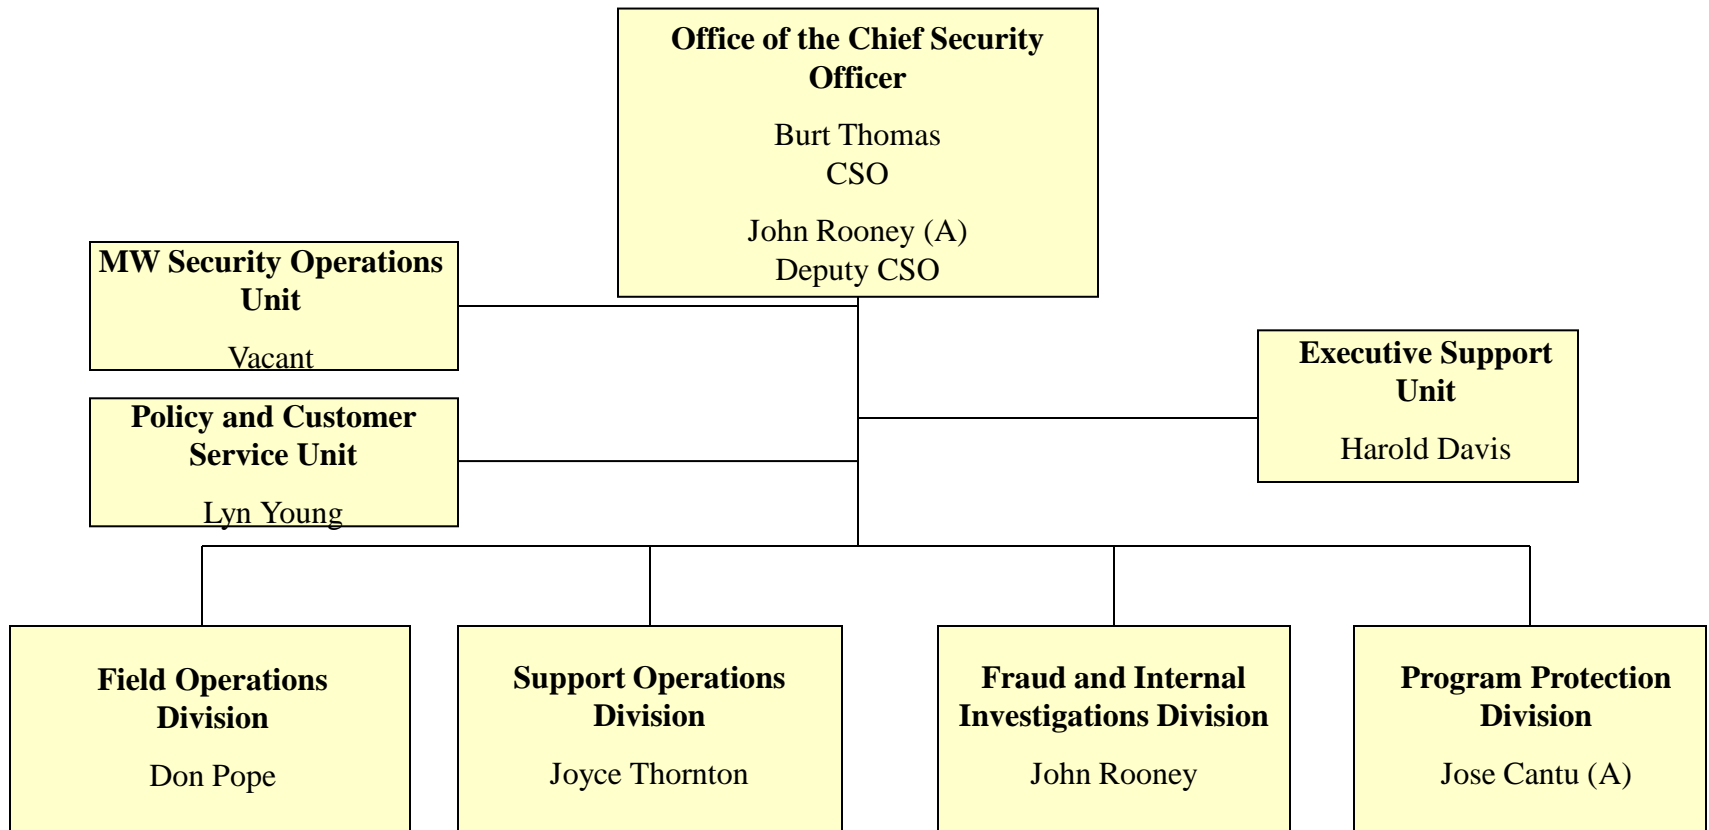 Office of the Chief Security
Officer
Burt Thomas
CSO
John Rooney (A)
Deputy CSO
MW Security Operations
Unit
Vacant
Executive Support
Unit
Harold Davis
Policy and Customer
Service Unit
Lyn Young
Field Operations
Division
Don Pope
Support Operations
Division
Joyce Thornton
Fraud and Internal
Investigations Division
John Rooney
Program Protection
Division
Jose Cantu (A)